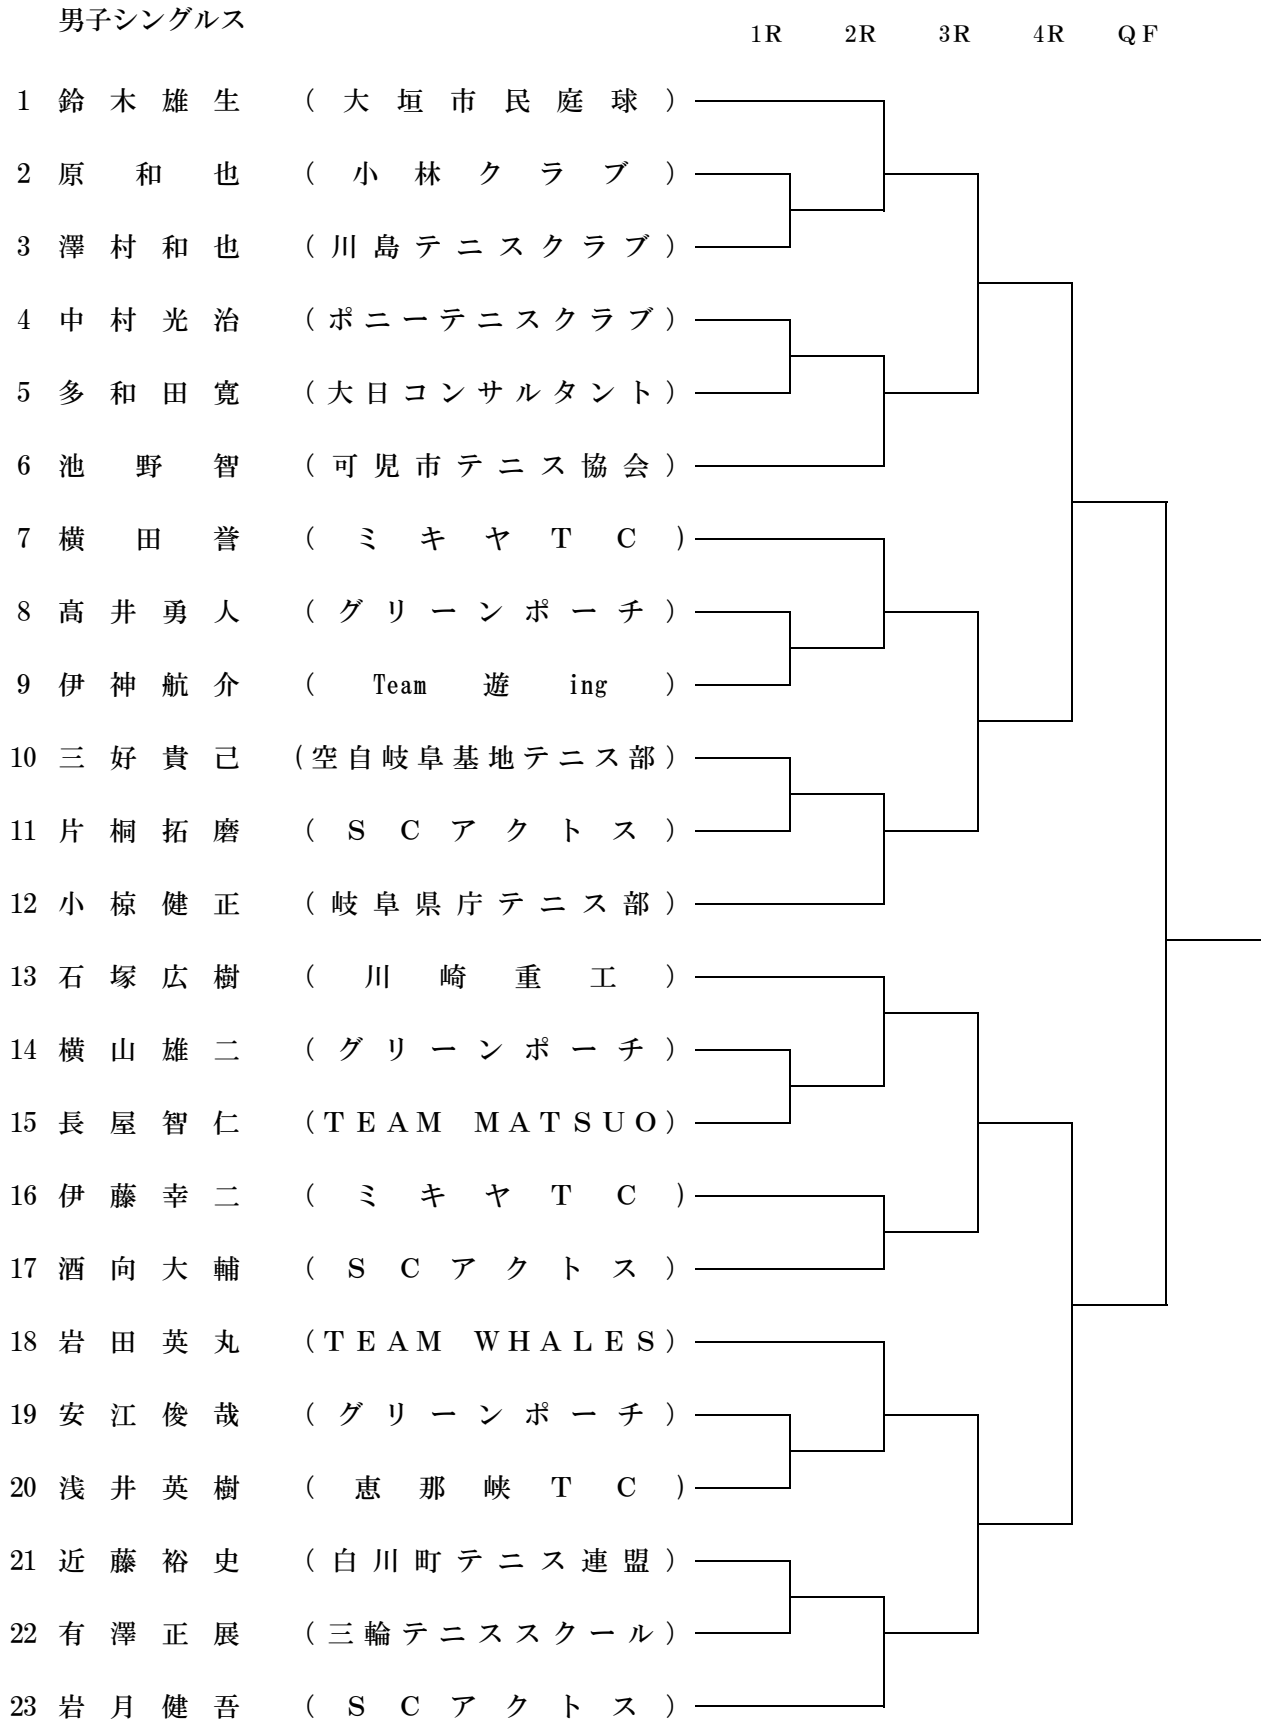 男子シングルス
1R 2R 3R 4R QF
1 鈴木雄生 (大垣市民庭球)
2 原和也 (小林クラブ)
3 澤村和也 (川島テニスクラブ)
4 中村光治 (ポニーテニスクラブ)
5 多和田寛 (大日コンサルタント)
6 池野智 (可児市テニス協会)
7 横田誉 (ミキヤTC)
8 髙井勇人 (グリーンポーチ)
9 伊神航介 (Team 遊 ing)
10 三好貴己 (空自岐阜基地テニス部)
11 片桐拓磨 (SCアクトス)
12 小椋健正 (岐阜県庁テニス部)
13 石塚広樹 (川崎重工)
14 横山雄二 (グリーンポーチ)
15 長屋智仁 (TEAM MATSUO)
16 伊藤幸二 (ミキヤTC)
17 酒向大輔 (SCアクトス)
18 岩田英丸 (TEAM WHALES)
19 安江俊哉 (グリーンポーチ)
20 浅井英樹 (恵那峡TC)
21 近藤裕史 (白川町テニス連盟)
22 有澤正展 (三輪テニススクール)
23 岩月健吾 (SCアクトス)